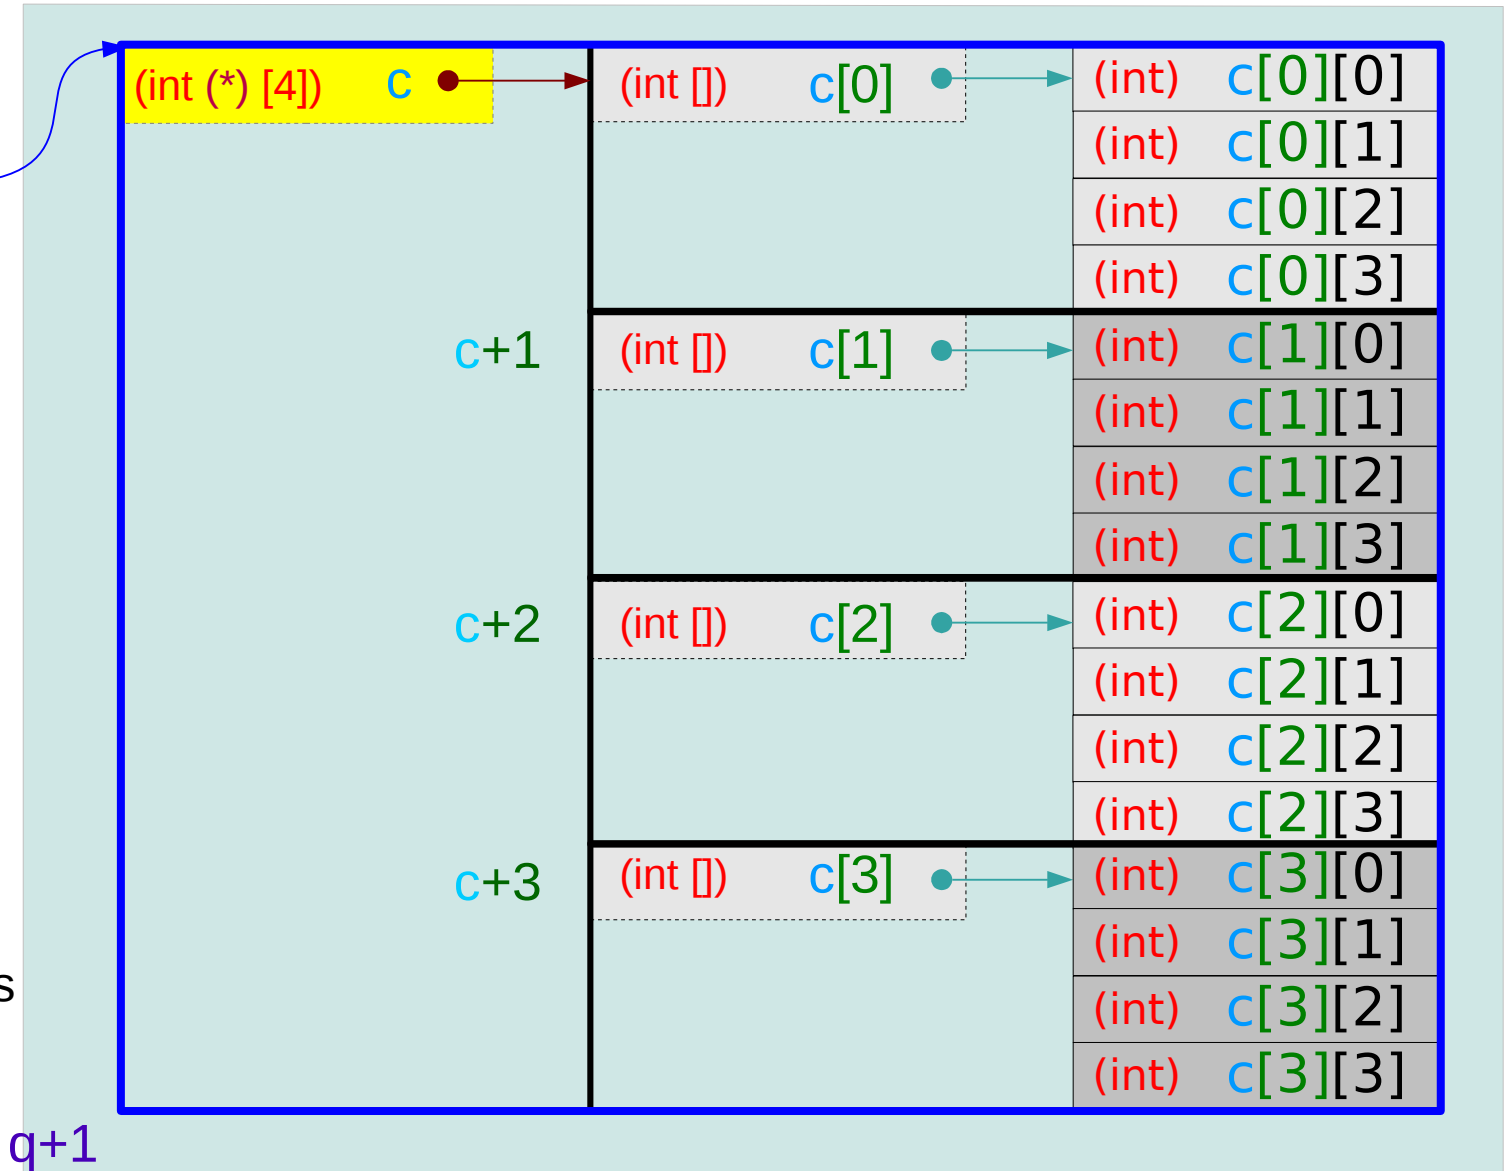 (int (*) [4]) c (int []) c[0] (int) c[0][0]
(int) c[0][1]
(int) c[0][2]
(int) c[0][3]
c+1 (int []) c[1] (int) c[1][0]
(int) c[1][1]
(int) c[1][2]
(int) c[1][3]
c+2 (int []) c[2] (int) c[2][0]
(int) c[2][1]
(int) c[2][2]
(int) c[2][3]
c+3 (int []) c[3] (int) c[3][0]
(int) c[3][1]
s
(int) c[3][2]
(int) c[3][3]
q+1